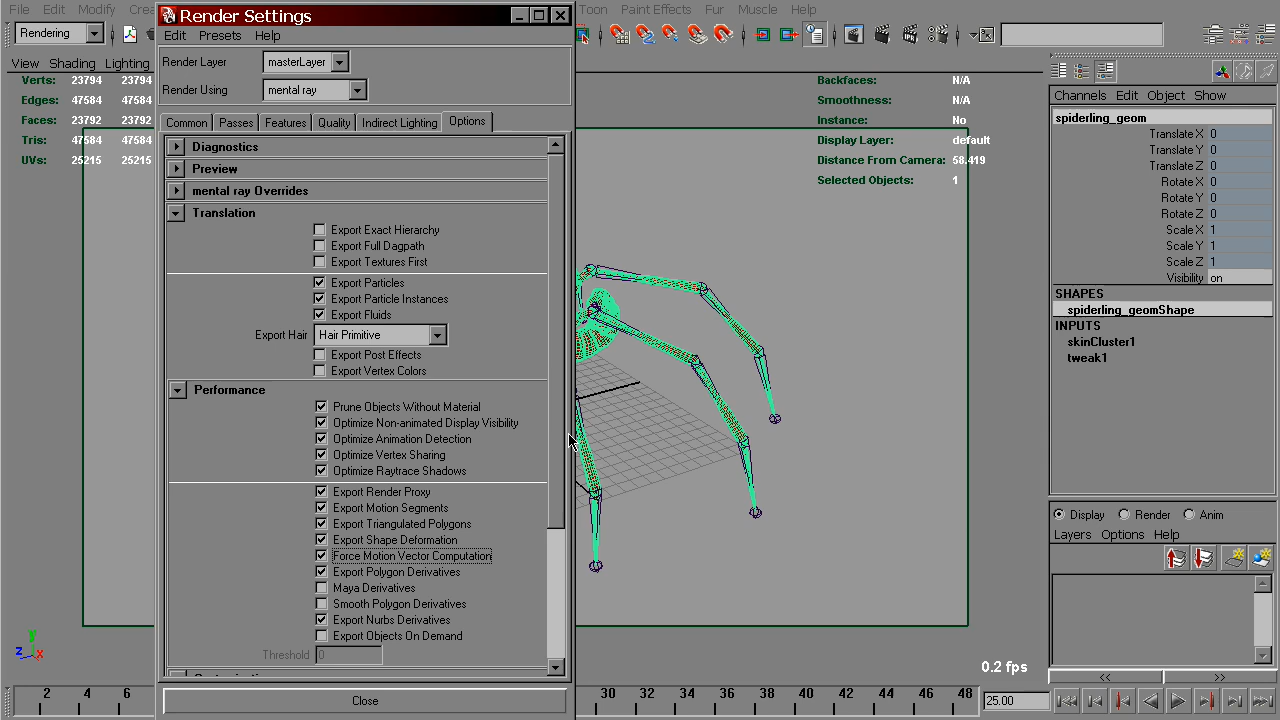 File Edit Modify Crea Toon Paint Effects Fur Muscle Help
Render Settings
Edit Presets Help
Rendering
View Shading Lighting
Render Layer masterLayer
Render Using mental ray
Common Passes Features Quality Indirect Lighting Options
Verts: 23794 23794
Edges: 47584 47584
Faces: 23792 23792
Tris: 47584 47584
UVs: 25215 25215
Diagnostics
Preview
mental ray Overrides
Translation
Export Exact Hierarchy
Export Full Dagpath
Export Textures First
Export Particles
Export Particle Instances
Export Fluids
Export Hair Hair Primitive
Export Post Effects
Export Vertex Colors
Performance
Prune Objects Without Material
Optimize Non-animated Display Visibility
Optimize Animation Detection
Optimize Vertex Sharing
Optimize Raytrace Shadows
Export Render Proxy
Export Motion Segments
Export Triangulated Polygons
Export Shape Deformation
Force Motion Vector Computation
Export Polygon Derivatives
Maya Derivatives
Smooth Polygon Derivatives
Export Nurbs Derivatives
Export Objects On Demand
Threshold 0
Close
Backfaces: N/A
Smoothness: N/A
Instance: No
Display Layer: default
Distance From Camera: 58.419
Selected Objects: 1
Channels Edit Object Show
spiderling_geom
Translate X 0
Translate Y 0
Translate Z 0
Rotate X 0
Rotate Y 0
Rotate Z 0
Scale X 1
Scale Y 1
Scale Z 1
Visibility on
SHAPES
spiderling_geomShape
INPUTS
skinCluster1
tweak1
Display Render Anim
Layers Options Help
<< >>
y
z x
0.2 fps
2 4 6 30 32 34 36 38 40 42 44 46 48
25.00